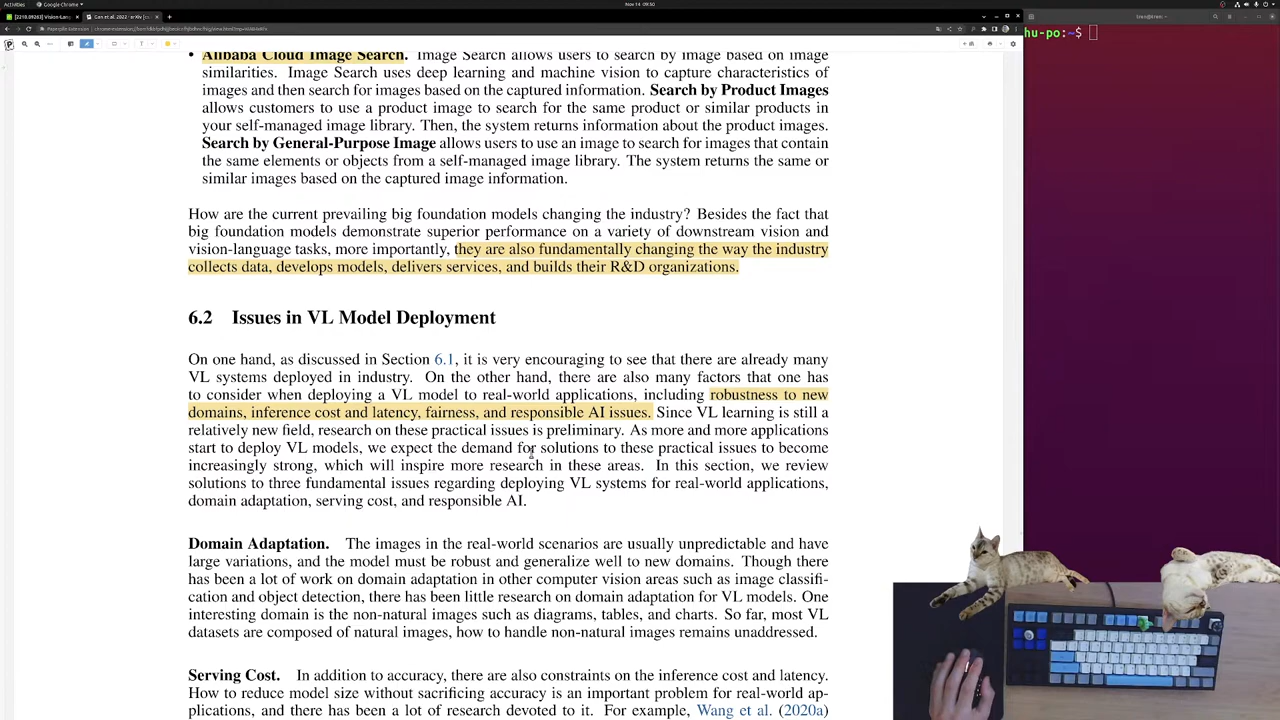 Activities
Google Chrome
Nov 14 09:50
[2210.09263] Vision-Lang
Gan et al. 2022 - arXiv
• Alibaba Cloud Image Search. Image Search allows users to search by image based on image
similarities. Image Search uses deep learning and machine vision to capture characteristics of
images and then search for images based on the captured information. Search by Product Images
allows customers to use a product image to search for the same product or similar products in
your self-managed image library. Then, the system returns information about the product images.
Search by General-Purpose Image allows users to use an image to search for images that contain
the same elements or objects from a self-managed image library. The system returns the same or
similar images based on the captured image information.
How are the current prevailing big foundation models changing the industry? Besides the fact that
big foundation models demonstrate superior performance on a variety of downstream vision and
vision-language tasks, more importantly, they are also fundamentally changing the way the industry
collects data, develops models, delivers services, and builds their R&D organizations.
6.2 Issues in VL Model Deployment
On one hand, as discussed in Section 6.1, it is very encouraging to see that there are already many
VL systems deployed in industry. On the other hand, there are also many factors that one has
to consider when deploying a VL model to real-world applications, including robustness to new
domains, inference cost and latency, fairness, and responsible AI issues. Since VL learning is still a
relatively new field, research on these practical issues is preliminary. As more and more applications
start to deploy VL models, we expect the demand for solutions to these practical issues to become
increasingly strong, which will inspire more research in these areas. In this section, we review
solutions to three fundamental issues regarding deploying VL systems for real-world applications,
domain adaptation, serving cost, and responsible AI.
Domain Adaptation. The images in the real-world scenarios are usually unpredictable and have
large variations, and the model must be robust and generalize well to new domains. Though there
has been a lot of work on domain adaptation in other computer vision areas such as image classifi-
cation and object detection, there has been little research on domain adaptation for VL models. One
interesting domain is the non-natural images such as diagrams, tables, and charts. So far, most VL
datasets are composed of natural images, how to handle non-natural images remains unaddressed.
Serving Cost. In addition to accuracy, there are also constraints on the inference cost and latency.
How to reduce model size without sacrificing accuracy is an important problem for real-world ap-
plications, and there has been a lot of research devoted to it. For example, Wang et al. (2020a)
hu-po:~$